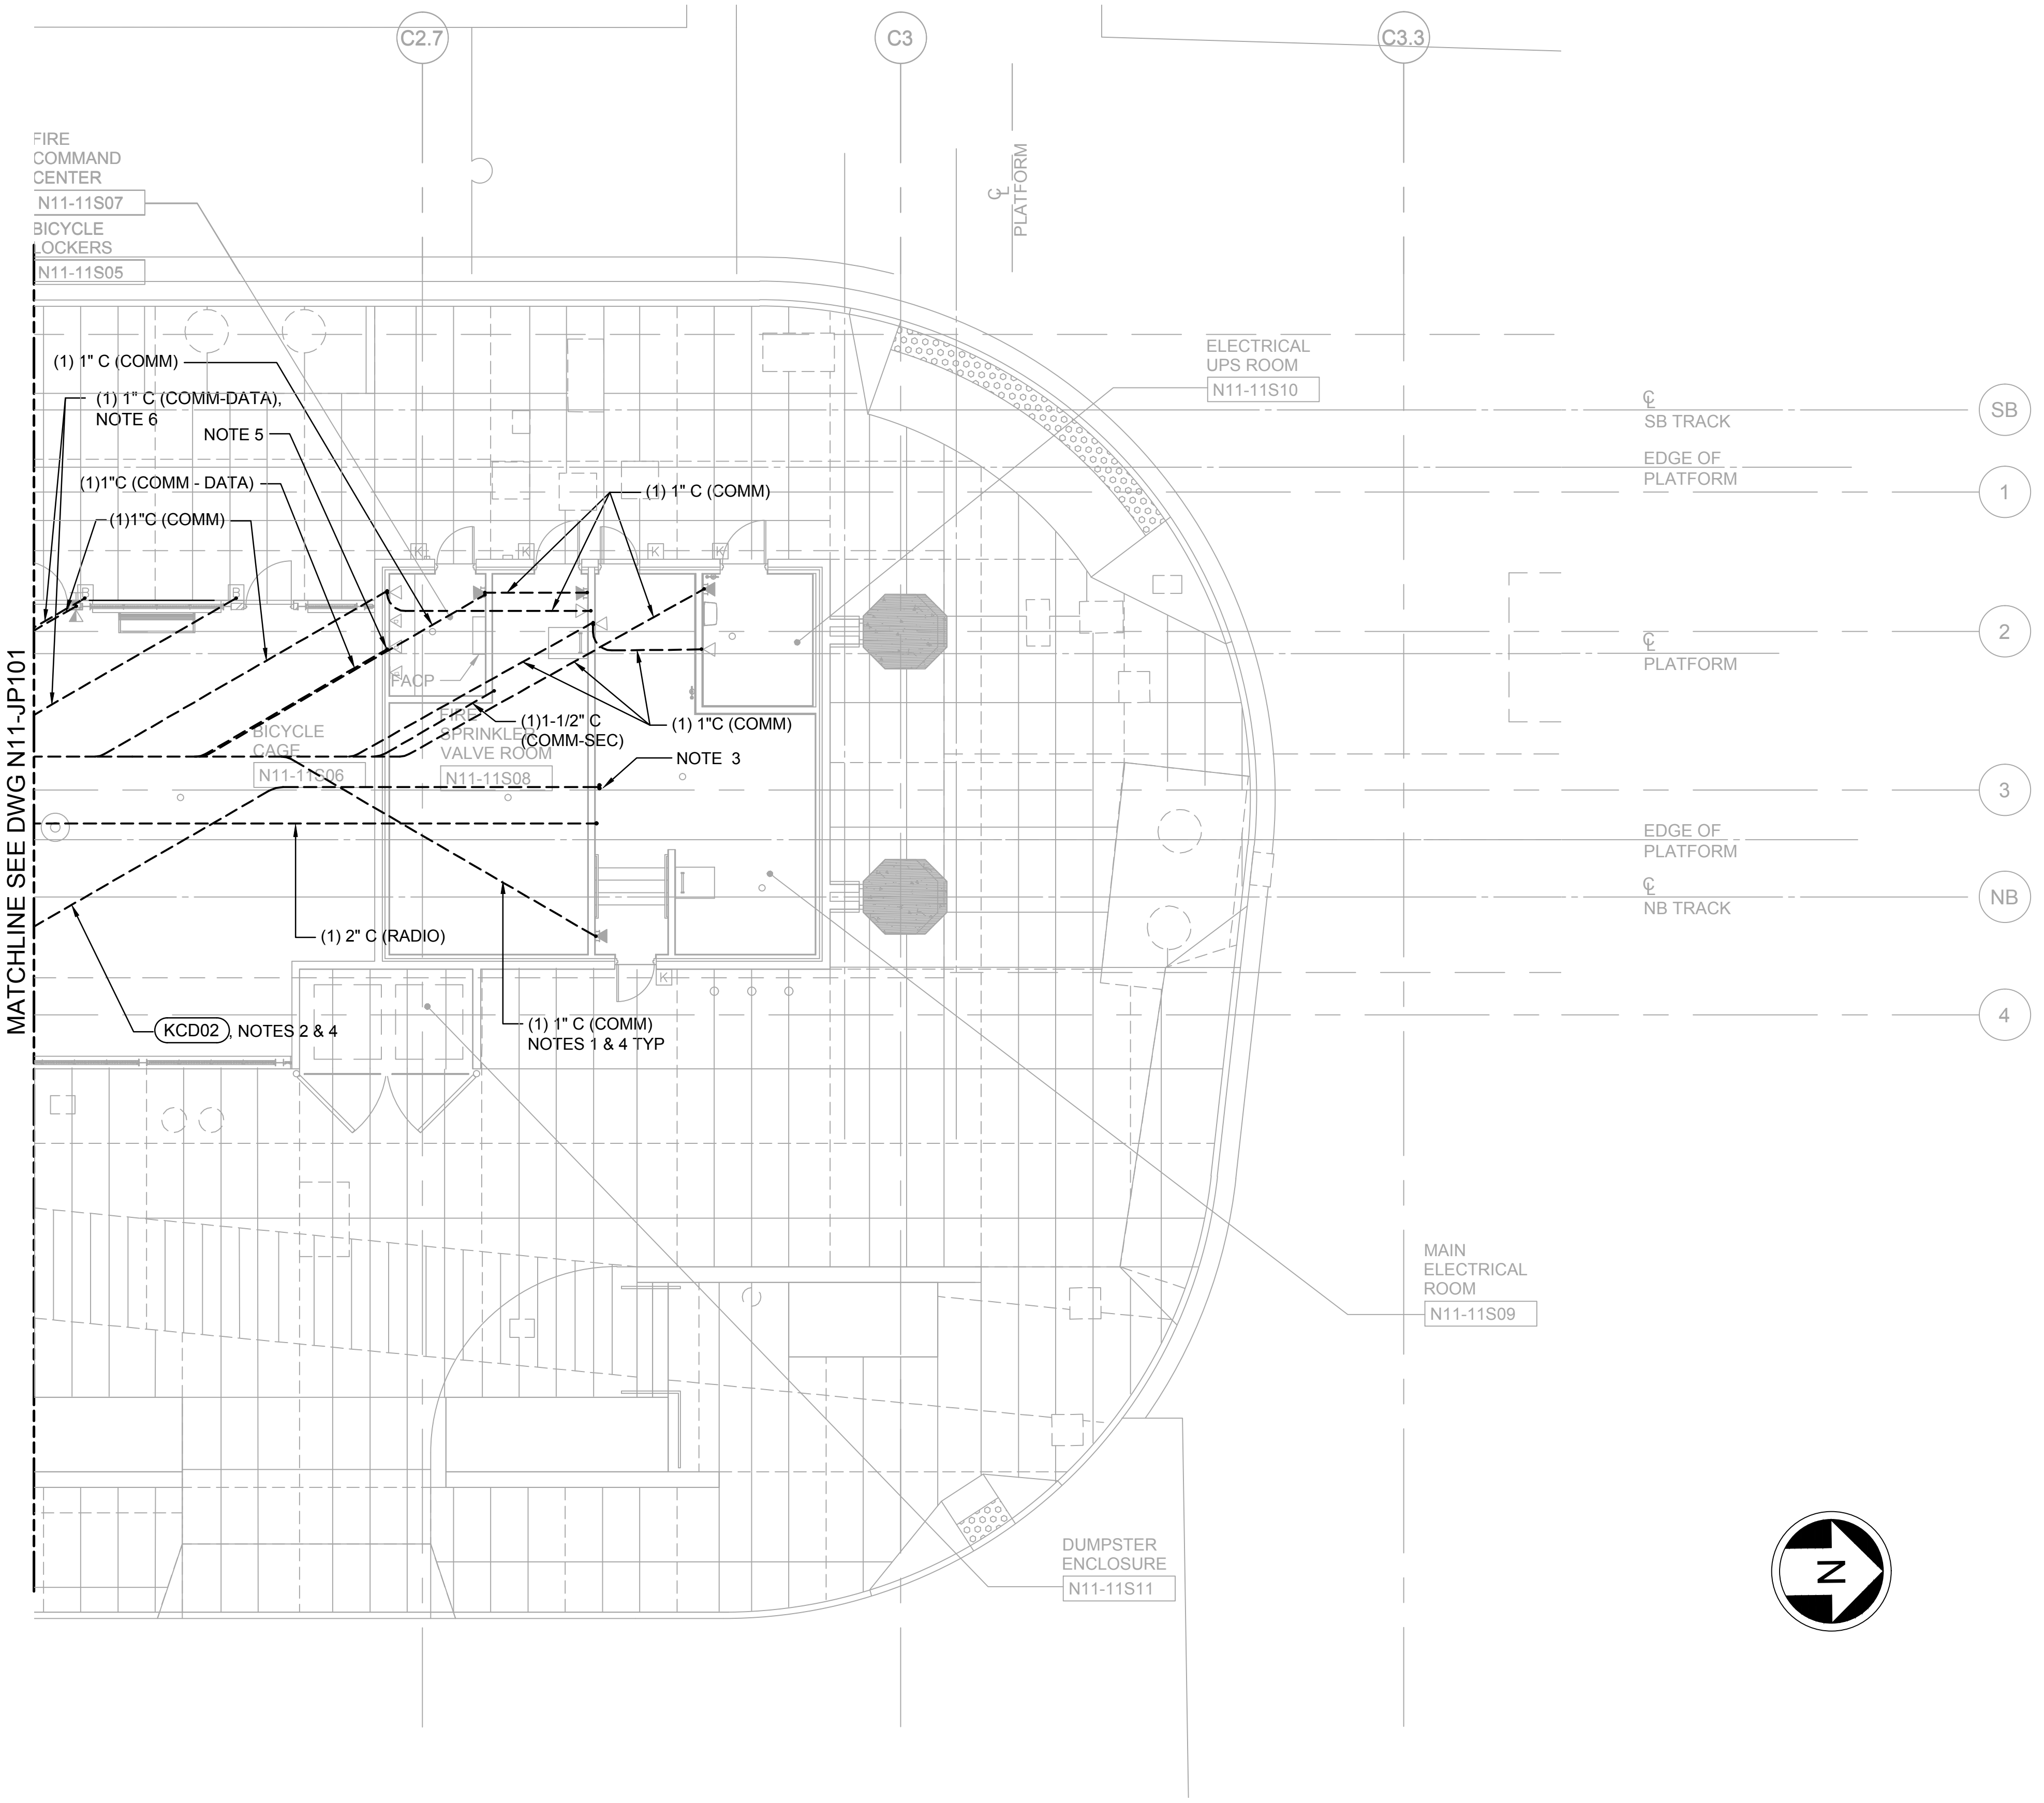 C2.7
C3
C3.3
FIRE
COMMAND
CENTER
N11-11S07
BICYCLE
LOCKERS
N11-11S05
℄
PLATFORM
(1) 1" C (COMM)
(1) 1" C (COMM-DATA),
NOTE 6
NOTE 5
(1)1"C (COMM - DATA)
(1)1"C (COMM)
(1) 1" C (COMM)
ELECTRICAL
UPS ROOM
N11-11S10
℄
SB TRACK
SB
EDGE OF
PLATFORM
1
K
K
K
K
B
B
2
℄
PLATFORM
FACP
(1)1-1/2" C
(COMM-SEC)
(1) 1"C (COMM)
FIRE
SPRINKLER
VALVE ROOM
N11-11S08
BICYCLE
CAGE
N11-11S06
NOTE 3
3
EDGE OF
PLATFORM
℄
NB TRACK
NB
(1) 2" C (RADIO)
K
4
KCD02, NOTES 2 & 4
(1) 1" C (COMM)
NOTES 1 & 4 TYP
MATCHLINE SEE DWG N11-JP101
MAIN
ELECTRICAL
ROOM
N11-11S09
DUMPSTER
ENCLOSURE
N11-11S11
N